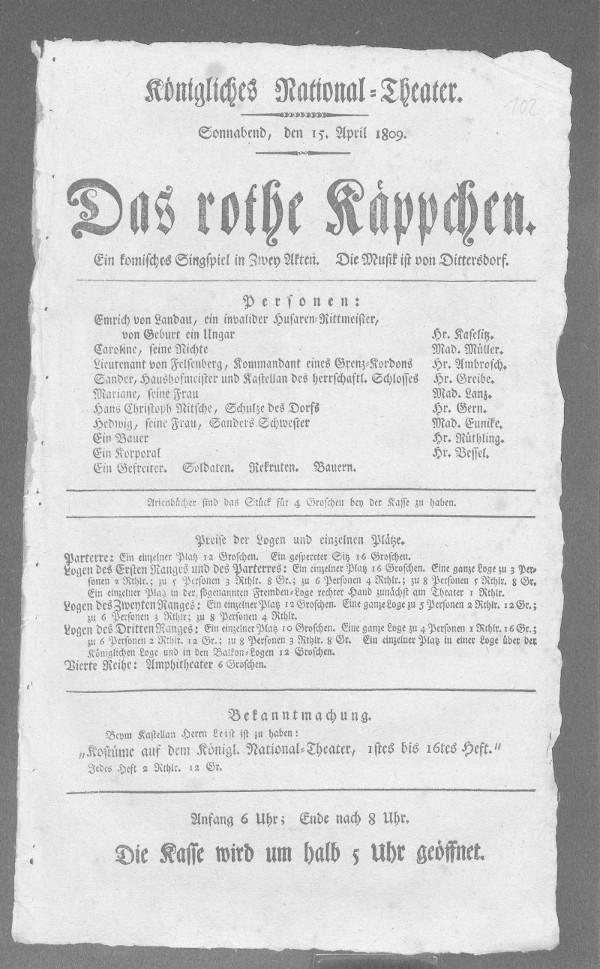 Königliches National-Theater.
102
Sonnabend, den 15. April 1809.
Das rothe Käppchen.
Ein komisches Singspiel in Zwey Akten. Die Musik ist von Dittersdorf.
Personen:
Emrich von Landau, ein invalider Husaren-Rittmeister,
von Geburt ein Ungar Hr. Kaselitz.
Caroline, seine Nichte Mad. Müller.
Lieutenant von Felsenberg, Kommandant eines Grenz-Kordons Hr. Ambrosch.
Sander, Haushofmeister und Kastellan des herrschaftl. Schlosses Hr. Greibe.
Mariane, seine Frau Mad. Lanz.
Hans Christoph Nitsche, Schulze des Dorfs Hr. Gern.
Hedwig, seine Frau, Sanders Schwester Mad. Eunike.
Ein Bauer Hr. Rüthling.
Ein Korporal Hr. Bessel.
Ein Gefreiter. Soldaten. Rekruten. Bauern.
Arienbücher sind das Stück für 4 Groschen bey der Kasse zu haben.
Preise der Logen und einzelnen Plätze.
Parterre: Ein einzelner Platz 12 Groschen. Ein gesperrter Sitz 16 Groschen.
Logen des Ersten Ranges und des Parterres: Ein einzelner Platz 16 Groschen. Eine ganze Loge zu 3 Per-
sonen 2 Rthlr.; zu 5 Personen 3 Rthlr. 8 Gr.; zu 6 Personen 4 Rthlr.; zu 8 Personen 5 Rthlr. 8 Gr.
Ein einzelner Platz in der sogenannten Fremden-Loge rechter Hand zunächst am Theater 1 Rthlr.
Logen des Zweyten Ranges: Ein einzelner Platz 12 Groschen. Eine ganze Loge zu 5 Personen 2 Rthlr. 12 Gr.;
zu 6 Personen 3 Rthlr; zu 8 Personen 4 Rthlr.
Logen des Dritten Ranges: Ein einzelner Platz 10 Groschen. Eine ganze Loge zu 4 Personen 1 Rthlr. 16 Gr.;
zu 6 Personen 2 Rthlr. 12 Gr.; zu 8 Personen 3 Rthlr. 8 Gr. Ein einzelner Platz in einer Loge über der
Königlichen Loge und in den Balkon-Logen 12 Groschen.
Vierte Reihe: Amphitheater 6 Groschen.
Bekanntmachung.
Beym Kastellan Herrn Leist ist zu haben:
„Kostüme auf dem Königl. National-Theater, 1stes bis 16tes Heft.“
Jedes Heft 2 Rthlr. 12 Gr.
Anfang 6 Uhr; Ende nach 8 Uhr.
Die Kasse wird um halb 5 Uhr geöffnet.